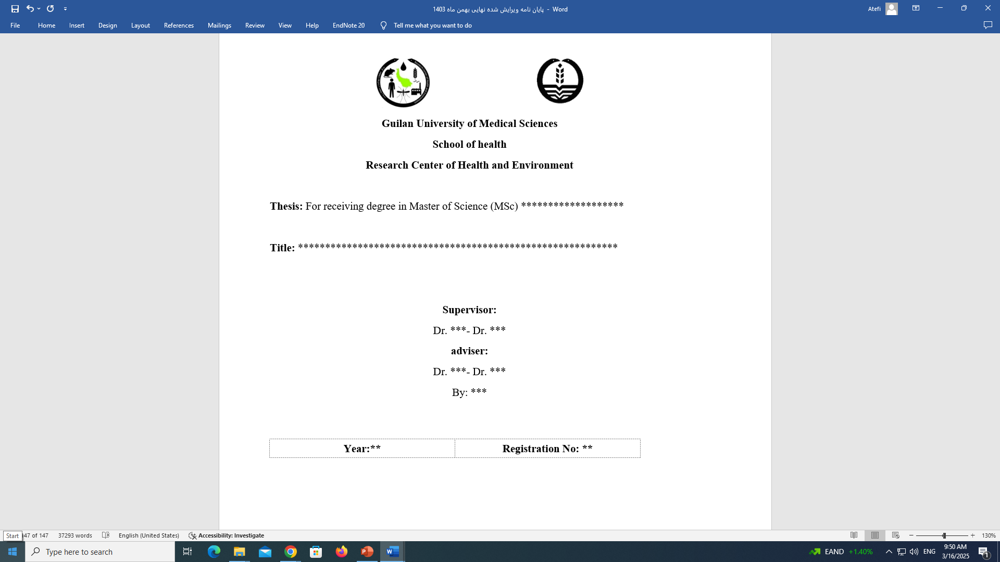 پایان نامه ویرایش شده نهایی بهمن ماه 1403 - Word
Atefi
File Home Insert Design Layout References Mailings Review View Help EndNote 20 Tell me what you want to do
Guilan University of Medical Sciences
School of health
Research Center of Health and Environment
Thesis: For receiving degree in Master of Science (MSc) *******************
Title: ***********************************************************
Supervisor:
Dr. ***- Dr. ***
adviser:
Dr. ***- Dr. ***
By: ***
Year:** Registration No: **
Start 147 of 147 37293 words English (United States) Accessibility: Investigate 130%
Type here to search EAND +1.40% ENG 9:50 AM
3/16/2025 1